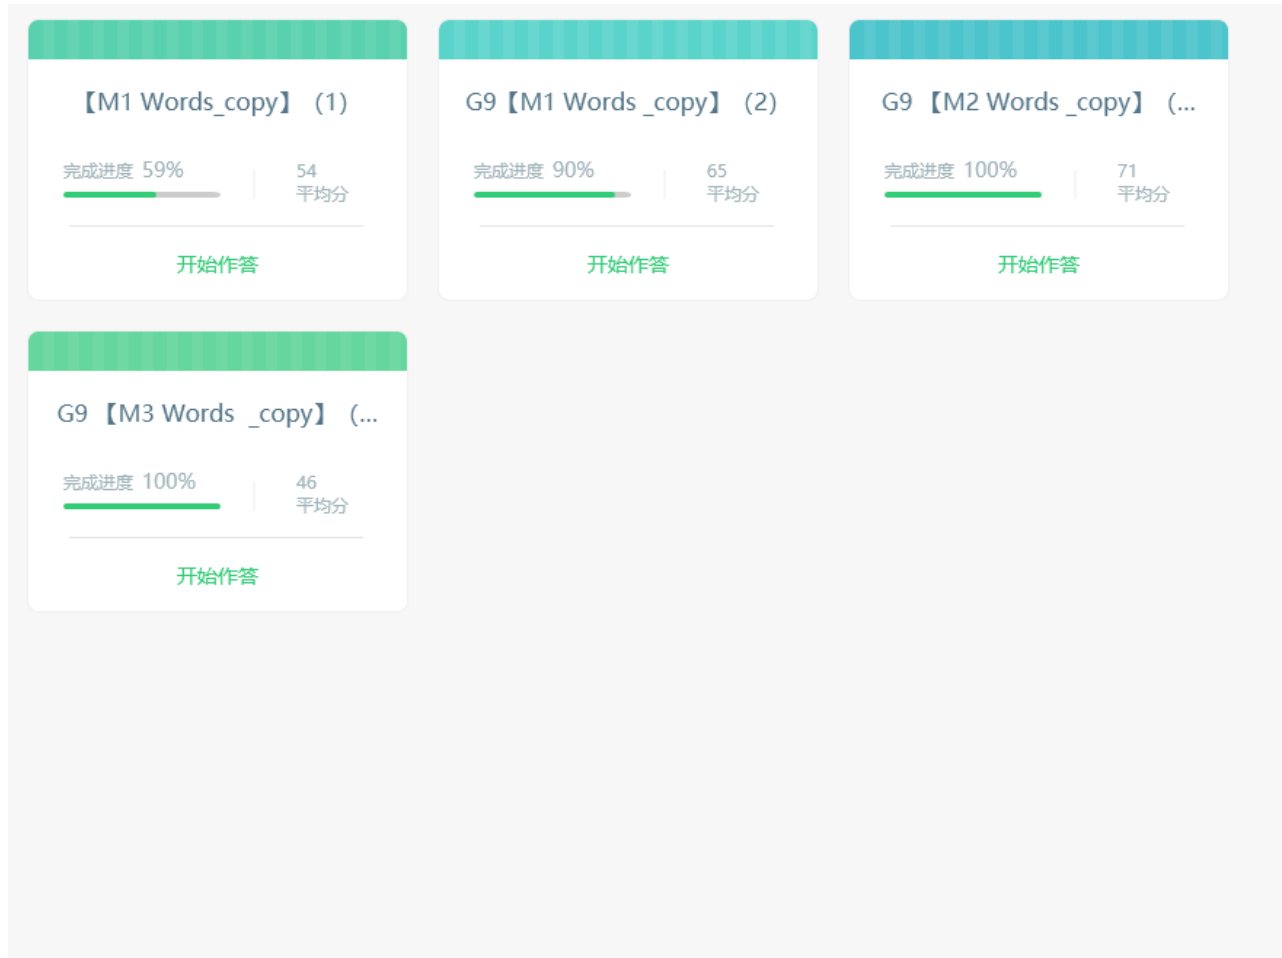 【M1 Words_copy】 (1)
完成进度 59%
54
平均分
开始作答
G9【M1 Words _copy】 (2)
完成进度 90%
65
平均分
开始作答
G9 【M2 Words _copy】 (...
完成进度 100%
71
平均分
开始作答
G9 【M3 Words _copy】 (...
完成进度 100%
46
平均分
开始作答